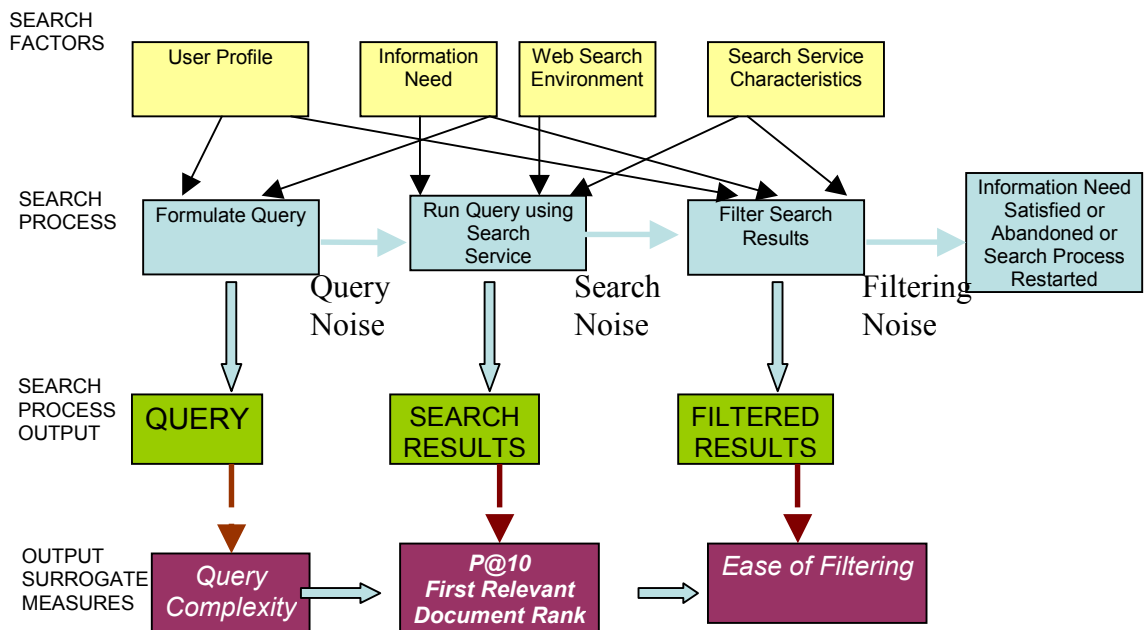 SEARCH
FACTORS
User Profile
Information
Need
Web Search
Environment
Search Service
Characteristics
SEARCH
PROCESS
Formulate Query
Run Query using
Search
Service
Filter Search
Results
Information Need
Satisfied or
Abandoned or
Search Process
Restarted
Query
Noise
Search
Noise
Filtering
Noise
SEARCH
PROCESS
OUTPUT
QUERY
SEARCH
RESULTS
FILTERED
RESULTS
OUTPUT
SURROGATE
MEASURES
Query
Complexity
P@10
First Relevant
Document Rank
Ease of Filtering